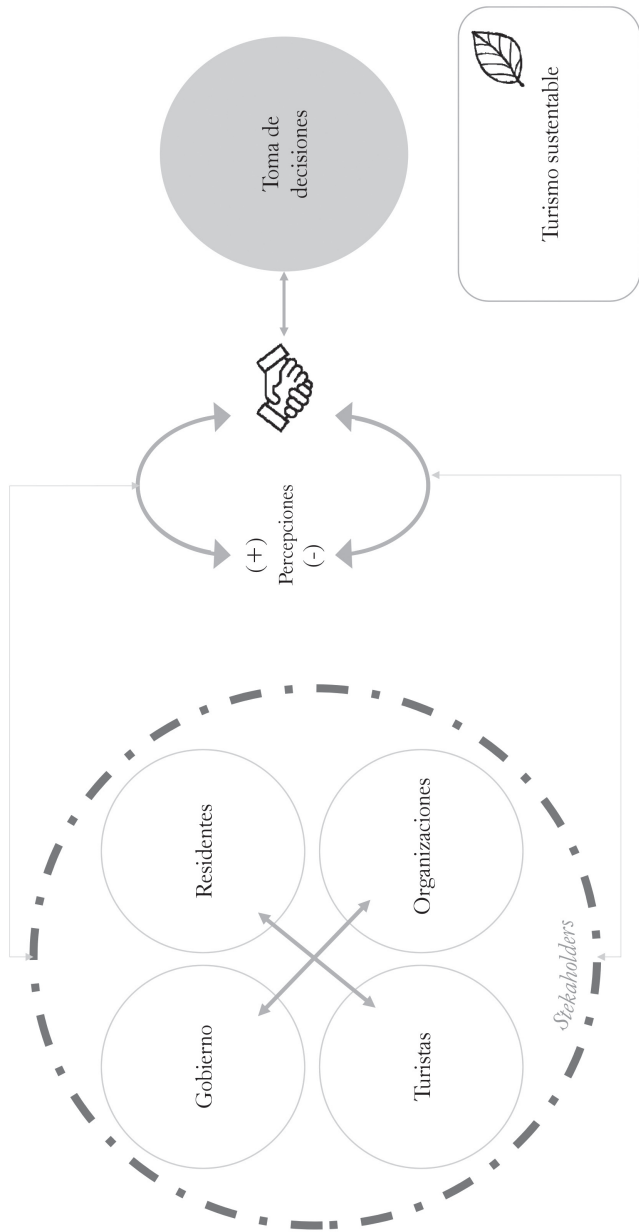 Gobierno
Residentes
Turistas
Organizaciones
Stekaholders
(+)
Percepciones
(-)
Toma de
decisiones
Turismo sustentable